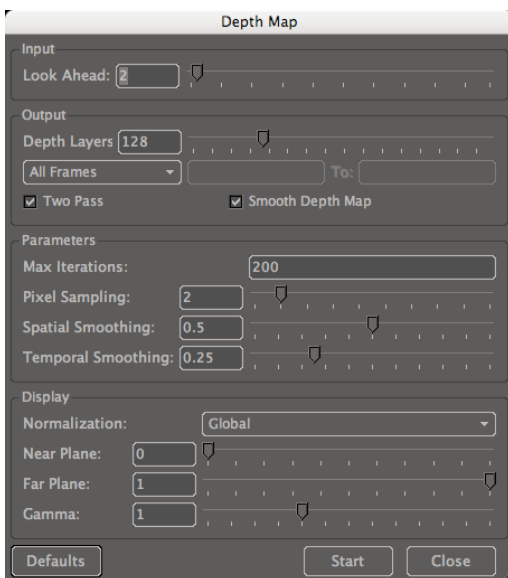 Depth Map
Input
Look Ahead: 2
Output
Depth Layers 128
All Frames To:
Two Pass Smooth Depth Map
Parameters
Max Iterations: 200
Pixel Sampling: 2
Spatial Smoothing: 0.5
Temporal Smoothing: 0.25
Display
Normalization: Global
Near Plane: 0
Far Plane: 1
Gamma: 1
Defaults Start Close